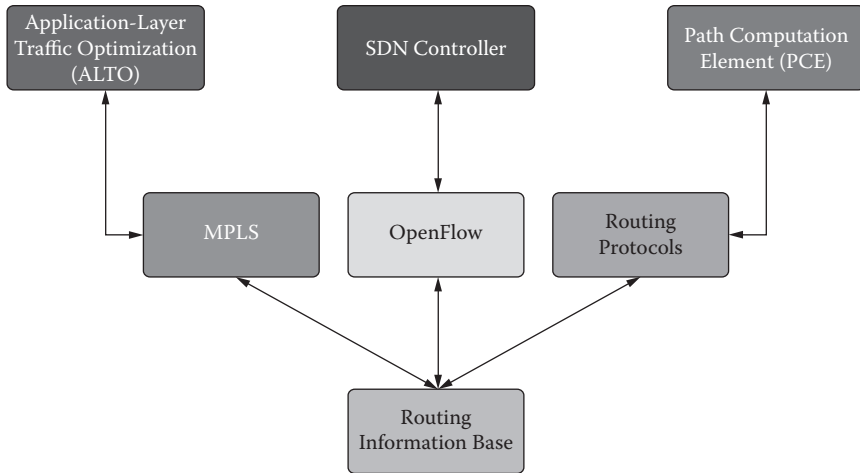 Application-Layer
Traffic Optimization
(ALTO)
SDN Controller
Path Computation
Element (PCE)
MPLS
OpenFlow
Routing
Protocols
Routing
Information Base